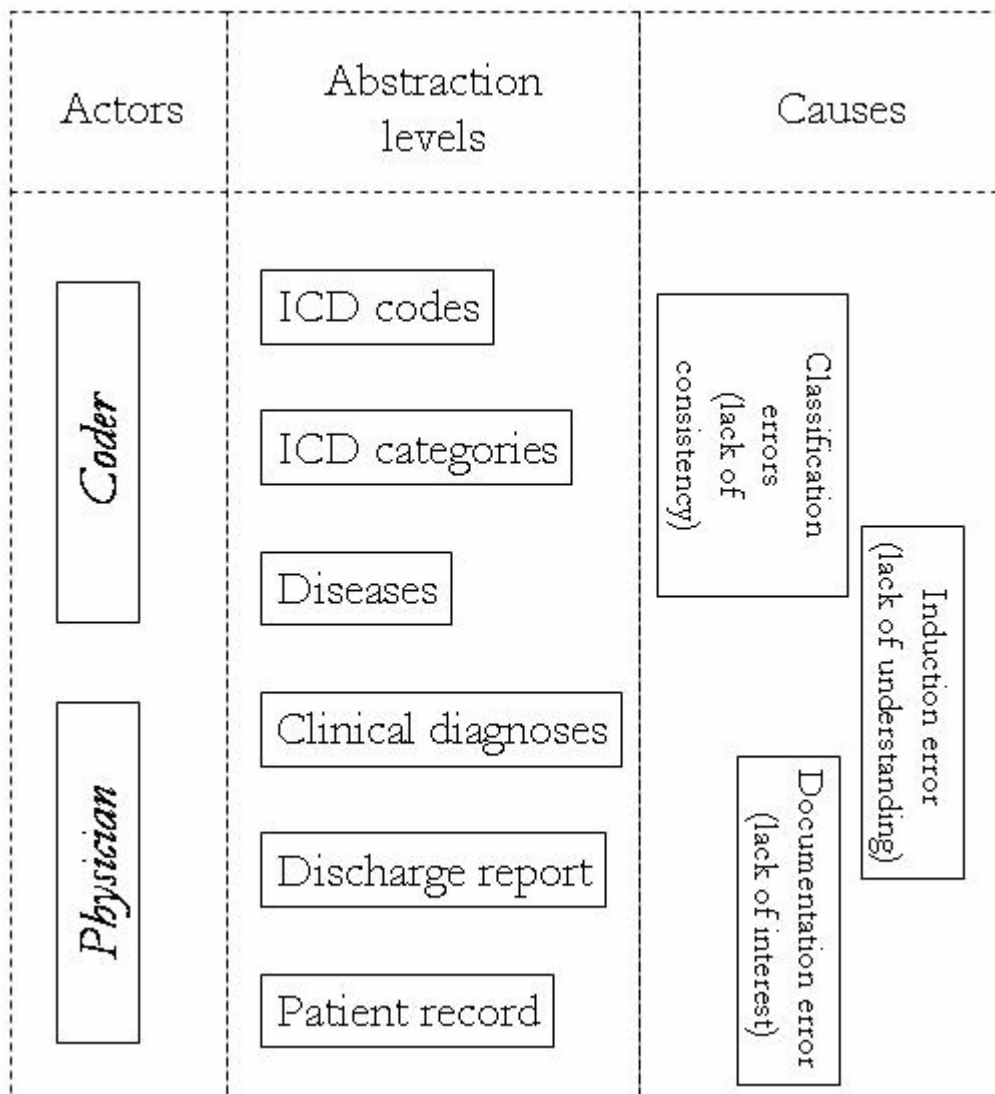 Actors
Abstraction
levels
Causes
Coder
Physician
ICD codes
ICD categories
Diseases
Clinical diagnoses
Discharge report
Patient record
Classification
errors
(lack of
consistency)
Induction error
(lack of understanding)
Documentation error
(lack of interest)